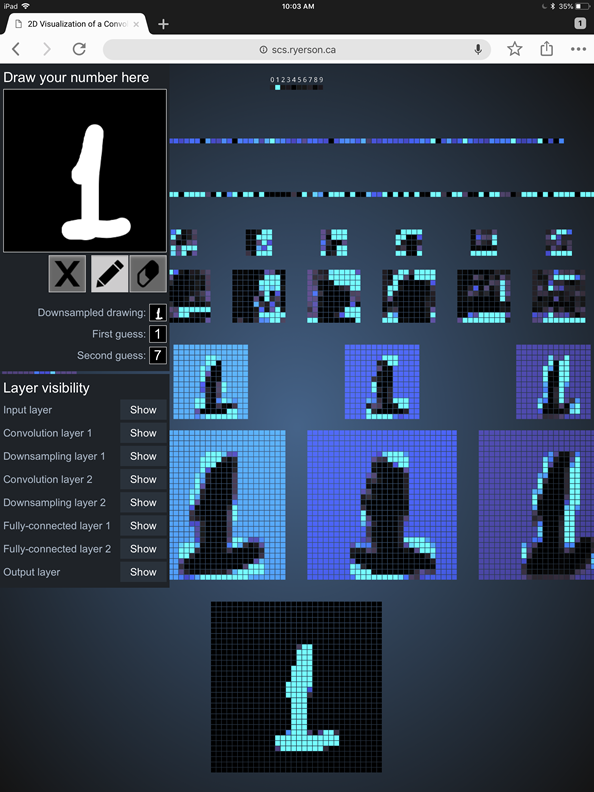 iPad 10:03 AM 35%
2D Visualization of a Convol 1
scs.ryerson.ca
Draw your number here
0 1 2 3 4 5 6 7 8 9
1
X
Downsampled drawing: 1
First guess: 1
Second guess: 7
Layer visibility
Input layer Show
Convolution layer 1 Show
Downsampling layer 1 Show
Convolution layer 2 Show
Downsampling layer 2 Show
Fully-connected layer 1 Show
Fully-connected layer 2 Show
Output layer Show
1